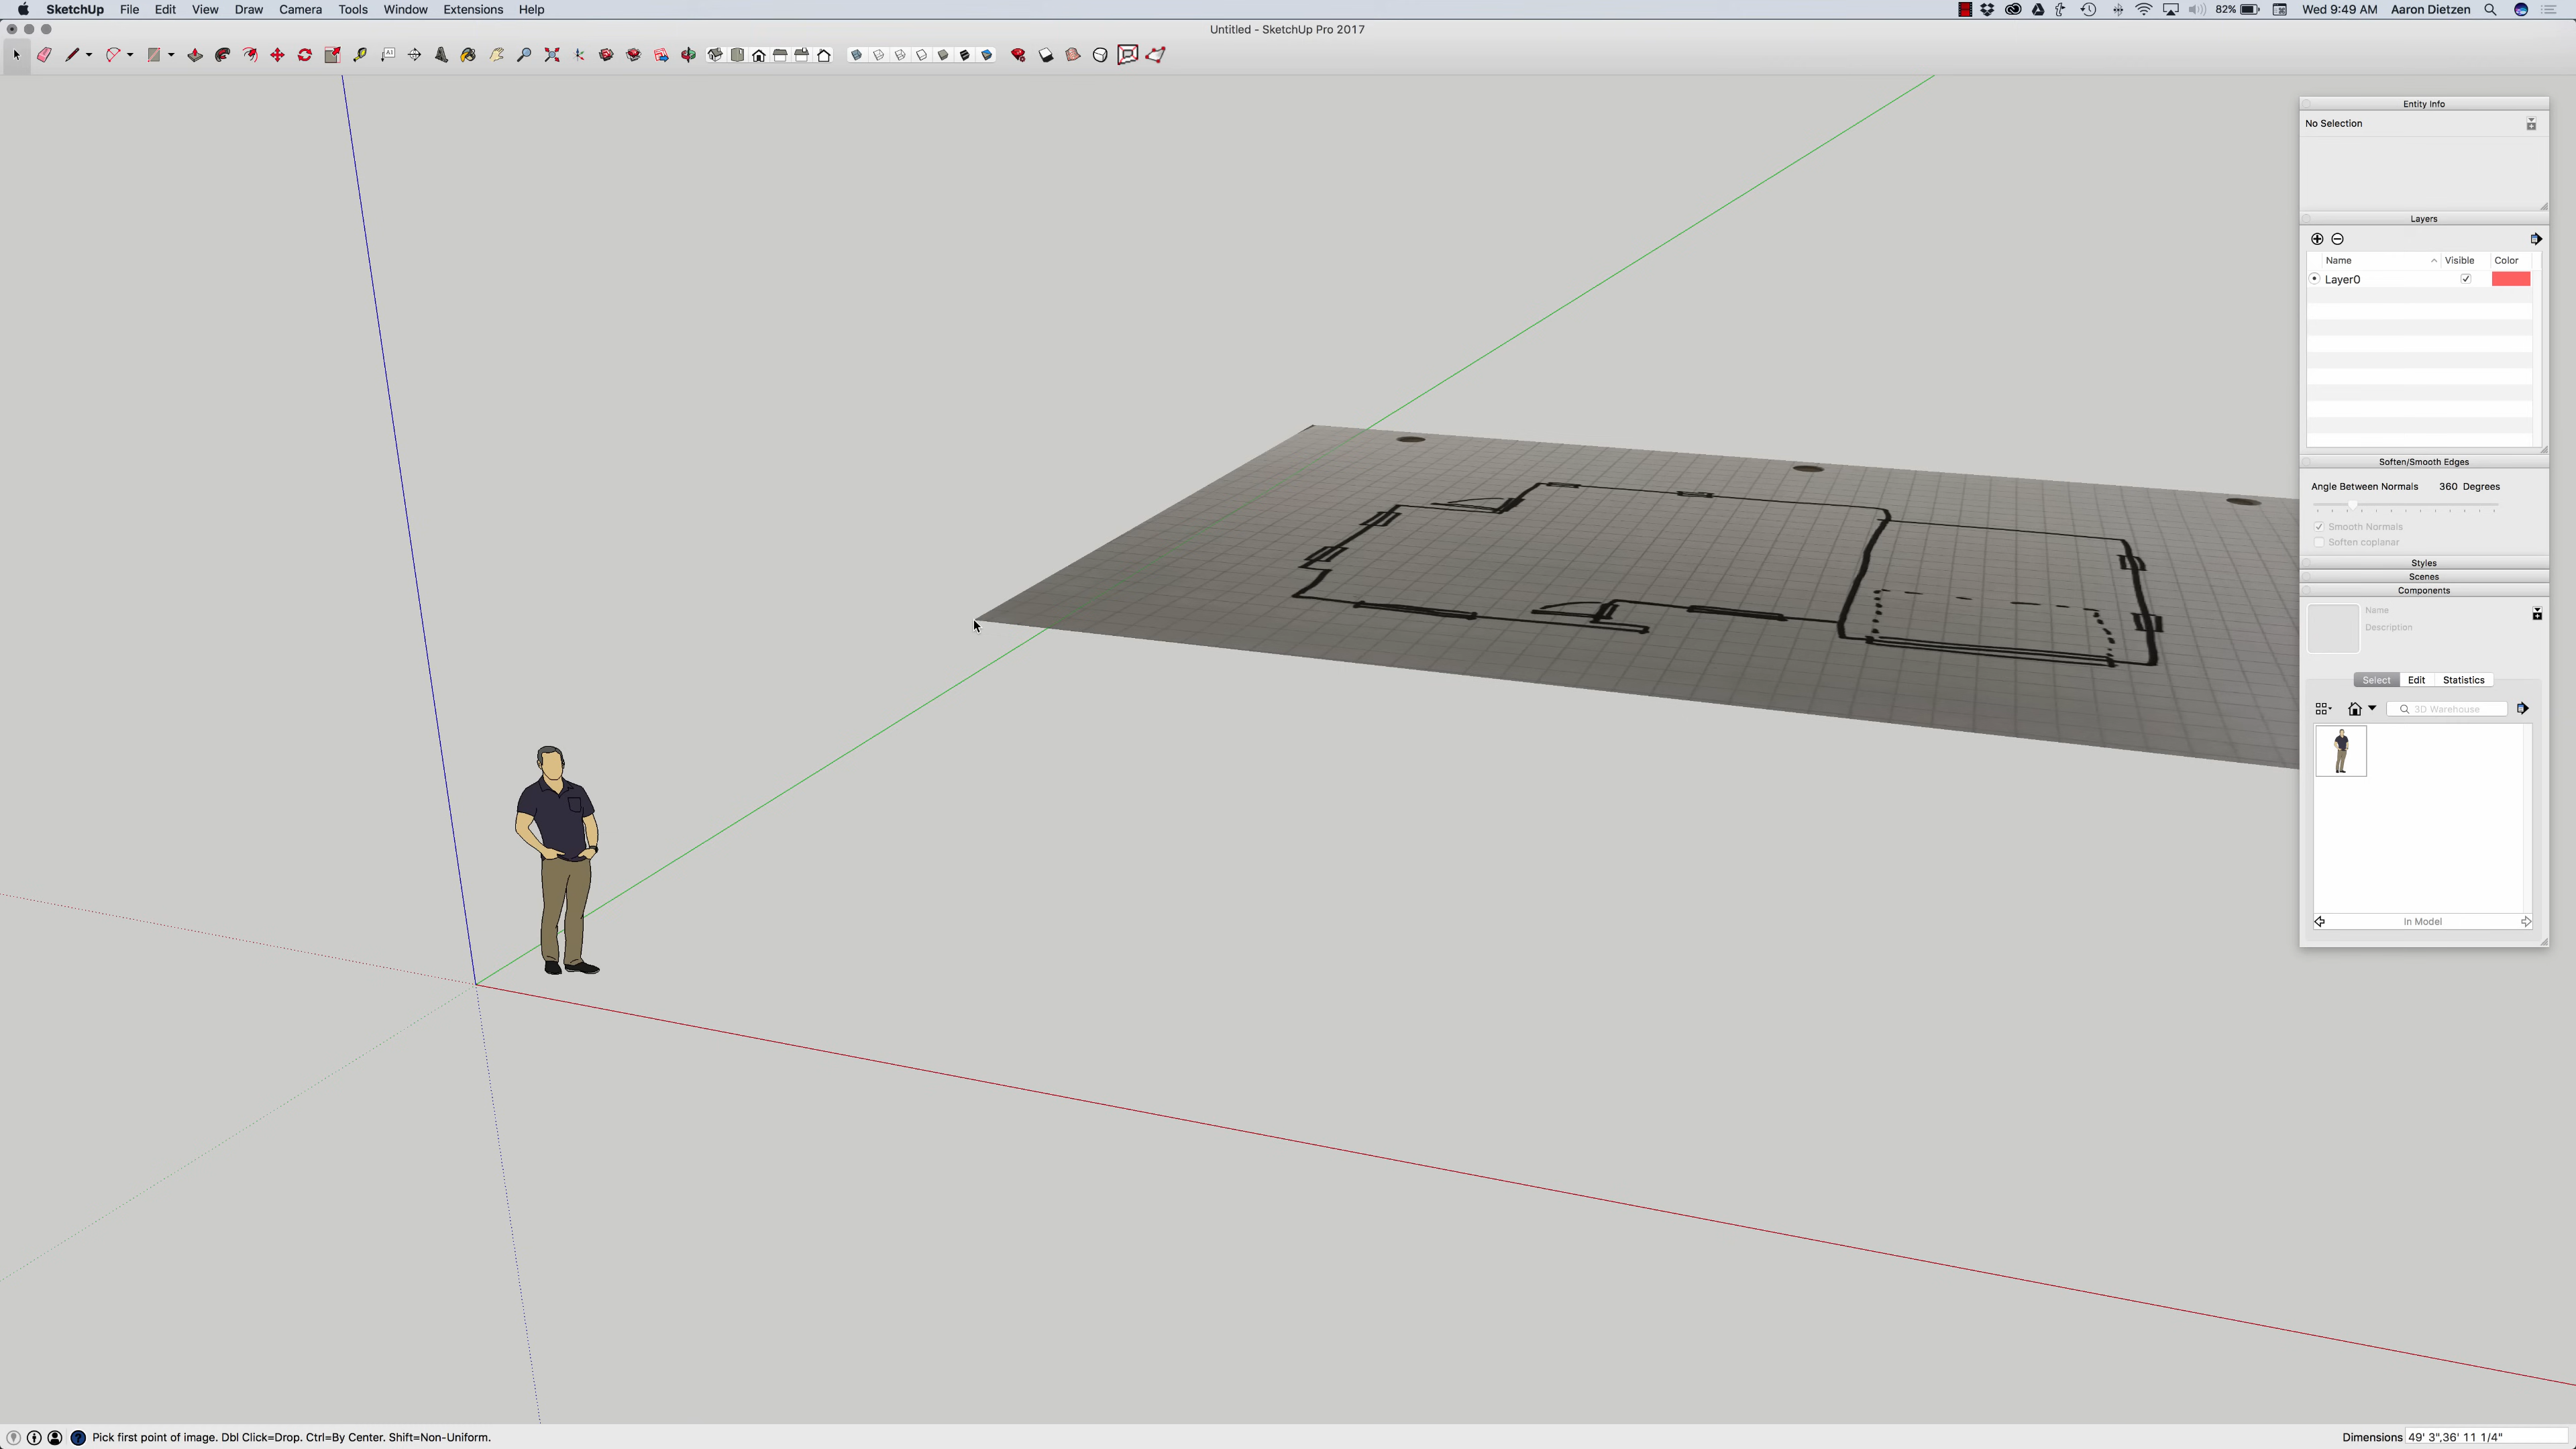 SketchUp File Edit View Draw Camera Tools Window Extensions Help 82% Wed 9:49 AM Aaron Dietzen
Untitled - SketchUp Pro 2017
Entity Info
No Selection
Layers
Name Visible Color
Layer0
Soften/Smooth Edges
Angle Between Normals 360 Degrees
Smooth Normals
Soften coplanar
Styles
Scenes
Components
Name
Description
Select Edit Statistics
3D Warehouse
In Model
Pick first point of image. Dbl Click=Drop. Ctrl=By Center. Shift=Non-Uniform. Dimensions 49' 3",36' 11 1/4"